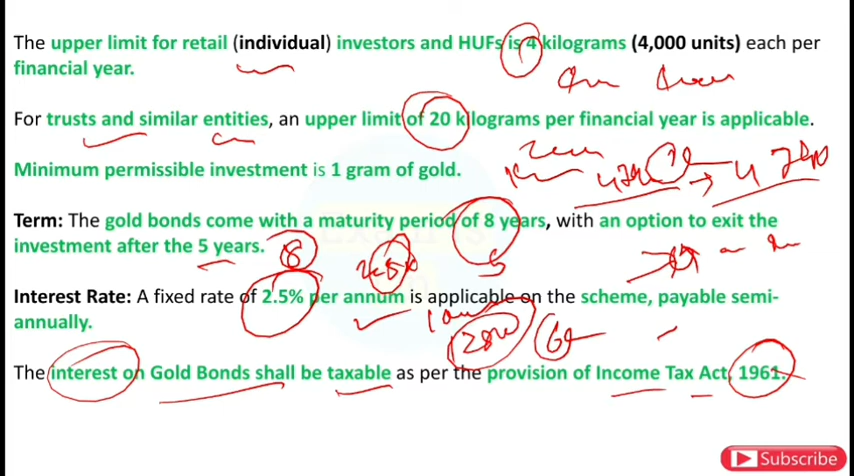 The upper limit for retail (individual) investors and HUFs is 4 kilograms (4,000 units) each per
financial year.
For trusts and similar entities, an upper limit of 20 kilograms per financial year is applicable.
Minimum permissible investment is 1 gram of gold.
Term: The gold bonds come with a maturity period of 8 years, with an option to exit the
investment after the 5 years.
8
5
Interest Rate: A fixed rate of 2.5% per annum is applicable on the scheme, payable semi-
annually.
The interest on Gold Bonds shall be taxable as per the provision of Income Tax Act, 1961.
Subscribe